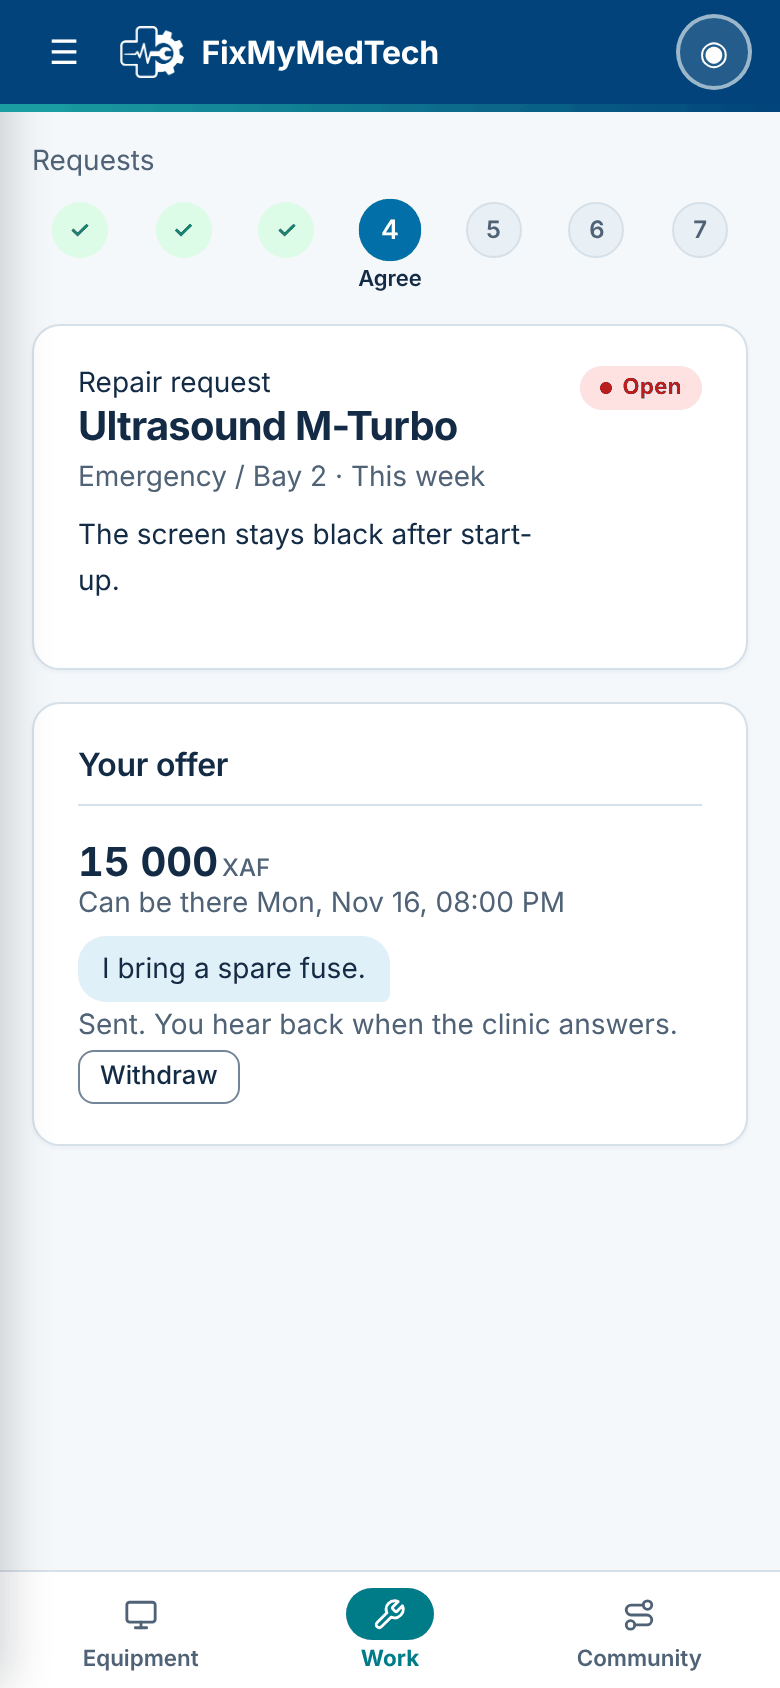 FixMyMedTech
Requests
4
5
6
7
Agree
Repair request
Open
Ultrasound M-Turbo
Emergency / Bay 2 · This week
The screen stays black after start-
up.
Your offer
15 000 XAF
Can be there Mon, Nov 16, 08:00 PM
I bring a spare fuse.
Sent. You hear back when the clinic answers.
Withdraw
Equipment
Work
Community